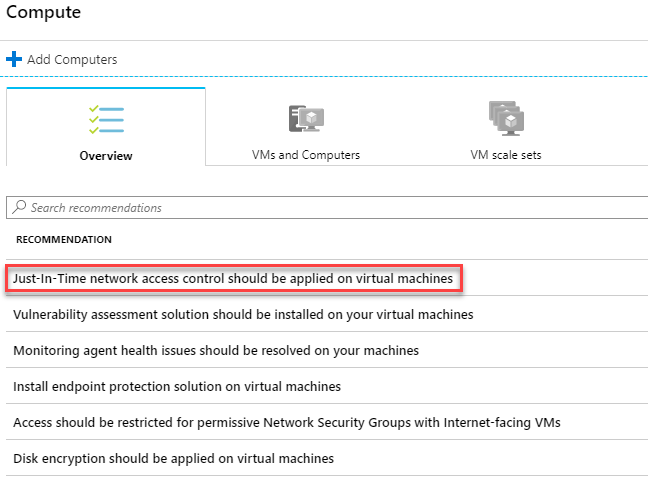 Compute
Add Computers
Overview
VMs and Computers
VM scale sets
Search recommendations
RECOMMENDATION
Just-In-Time network access control should be applied on virtual machines
Vulnerability assessment solution should be installed on your virtual machines
Monitoring agent health issues should be resolved on your machines
Install endpoint protection solution on virtual machines
Access should be restricted for permissive Network Security Groups with Internet-facing VMs
Disk encryption should be applied on virtual machines